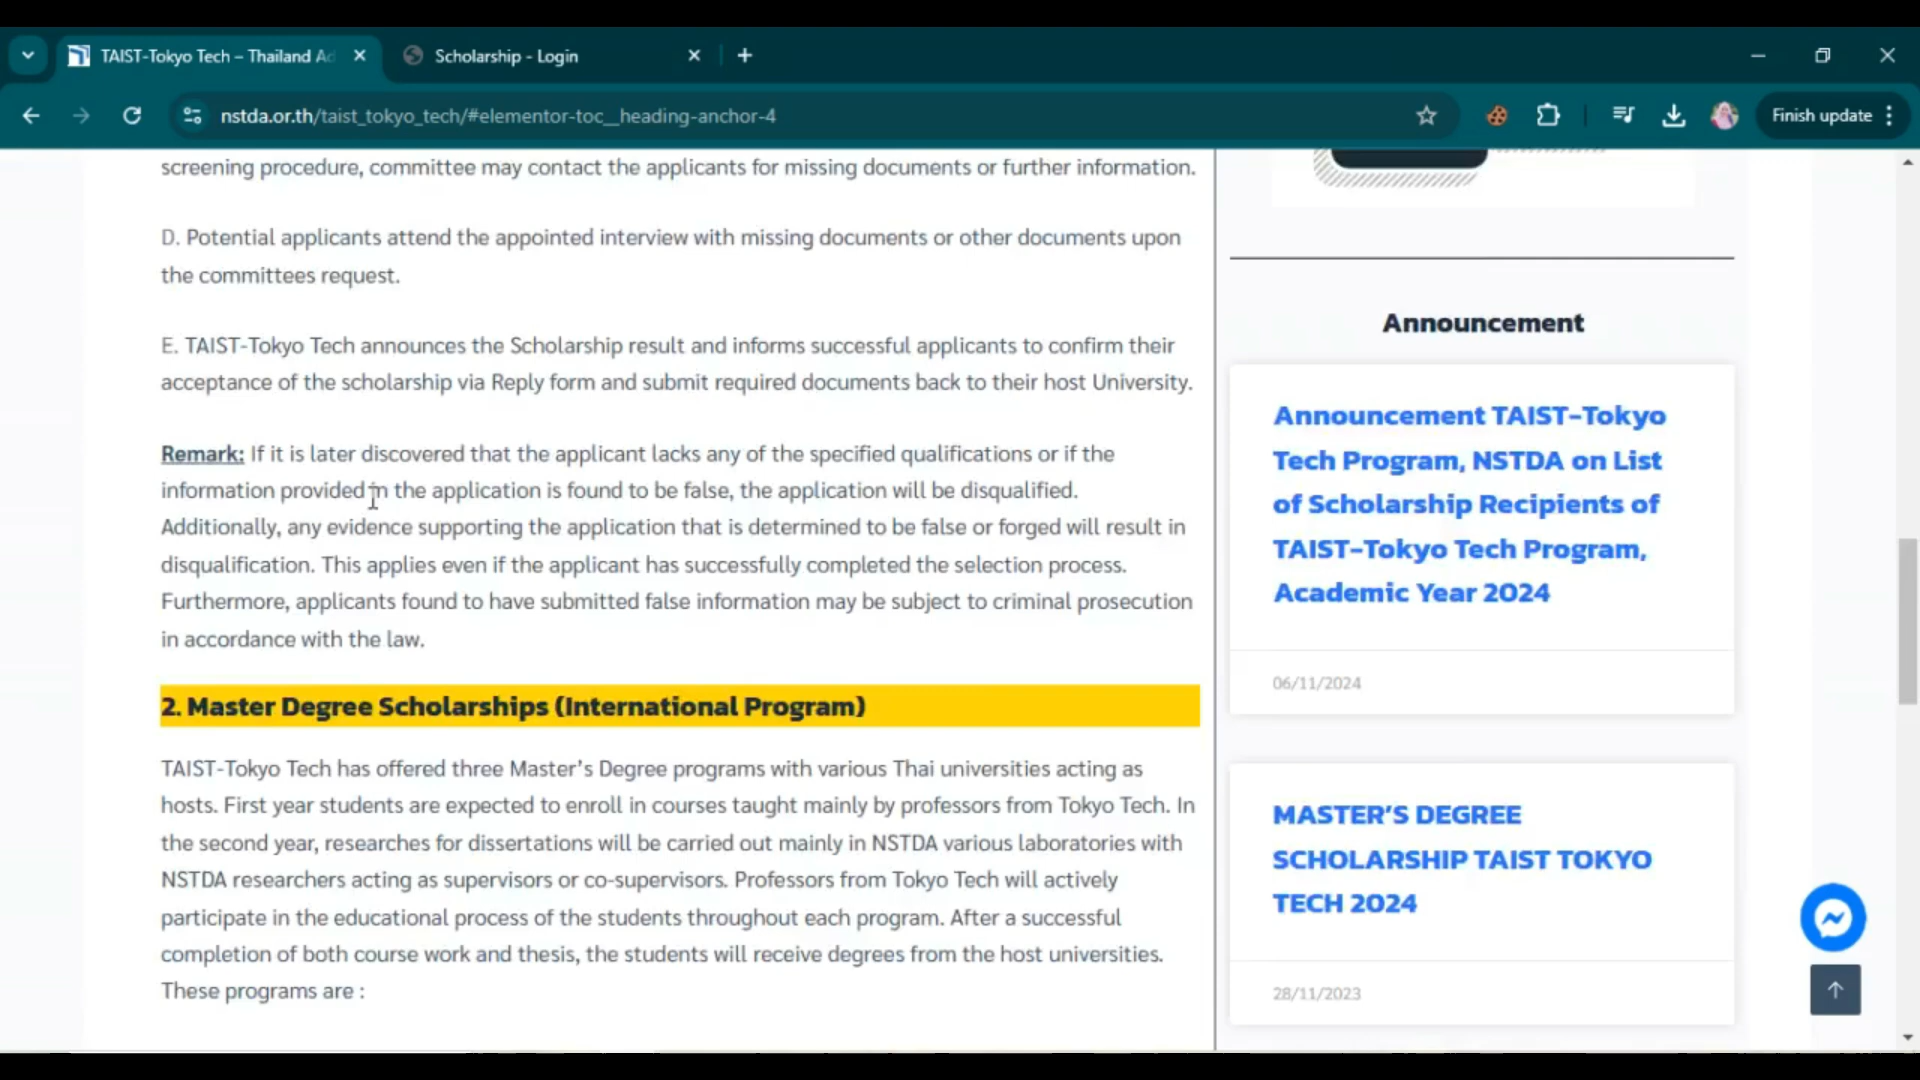 TAIST-Tokyo Tech – Thailand Ad
Scholarship - Login
nstda.or.th/taist_tokyo_tech/#elementor-toc__heading-anchor-4
Finish update
screening procedure, committee may contact the applicants for missing documents or further information.
D. Potential applicants attend the appointed interview with missing documents or other documents upon
the committees request.
E. TAIST-Tokyo Tech announces the Scholarship result and informs successful applicants to confirm their
acceptance of the scholarship via Reply form and submit required documents back to their host University.
Remark: If it is later discovered that the applicant lacks any of the specified qualifications or if the
information provided in the application is found to be false, the application will be disqualified.
Additionally, any evidence supporting the application that is determined to be false or forged will result in
disqualification. This applies even if the applicant has successfully completed the selection process.
Furthermore, applicants found to have submitted false information may be subject to criminal prosecution
in accordance with the law.
2. Master Degree Scholarships (International Program)
TAIST-Tokyo Tech has offered three Master's Degree programs with various Thai universities acting as
hosts. First year students are expected to enroll in courses taught mainly by professors from Tokyo Tech. In
the second year, researches for dissertations will be carried out mainly in NSTDA various laboratories with
NSTDA researchers acting as supervisors or co-supervisors. Professors from Tokyo Tech will actively
participate in the educational process of the students throughout each program. After a successful
completion of both course work and thesis, the students will receive degrees from the host universities.
These programs are :
Announcement
Announcement TAIST-Tokyo
Tech Program, NSTDA on List
of Scholarship Recipients of
TAIST-Tokyo Tech Program,
Academic Year 2024
06/11/2024
MASTER'S DEGREE
SCHOLARSHIP TAIST TOKYO
TECH 2024
28/11/2023